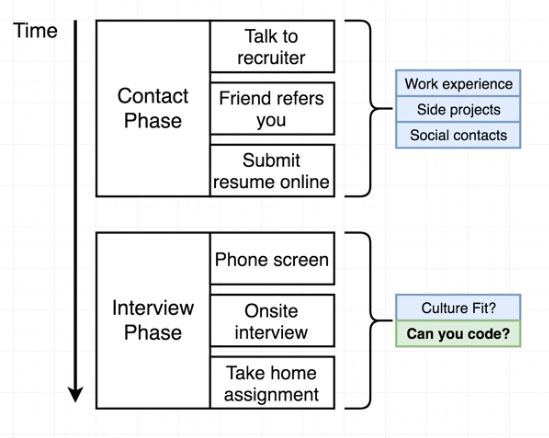 Time
Contact
Phase
Talk to
recruiter
Friend refers
you
Submit
resume online
Work experience
Side projects
Social contacts
Interview
Phase
Phone screen
Onsite
interview
Take home
assignment
Culture Fit?
Can you code?